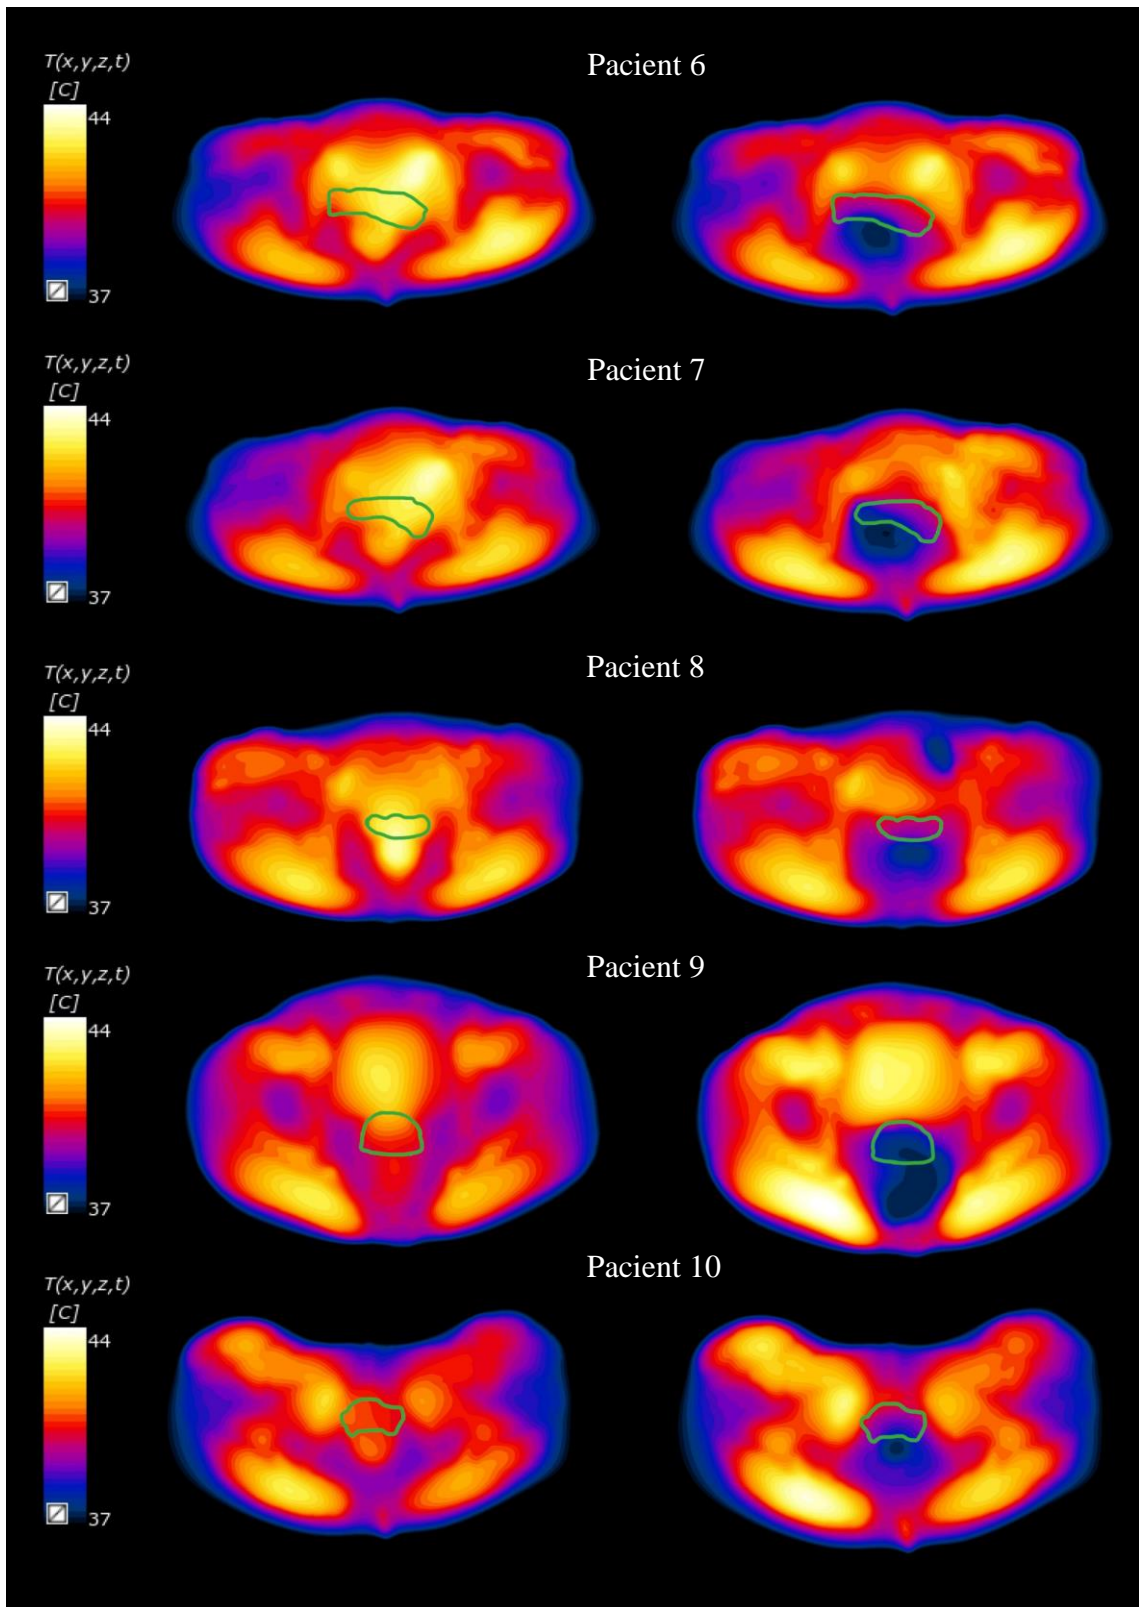 Pacient 6
T(x,y,z,t)
[C]
44
37
Pacient 7
T(x,y,z,t)
[C]
44
37
Pacient 8
T(x,y,z,t)
[C]
44
37
Pacient 9
T(x,y,z,t)
[C]
44
37
Pacient 10
T(x,y,z,t)
[C]
44
37